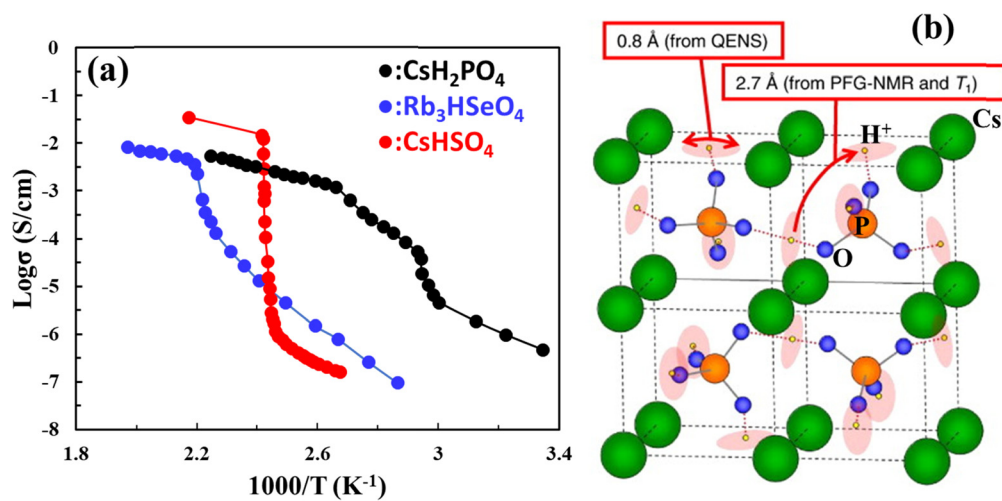 (a)
●:CsH₂PO₄
●:Rb₃HSeO₄
●:CsHSO₄
Logσ (S/cm)
0
-1
-2
-3
-4
-5
-6
-7
-8
1.8
2.2
2.6
3
3.4
1000/T (K⁻¹)
(b)
0.8 Å (from QENS)
2.7 Å (from PFG-NMR and T₁)
Cs
H⁺
P
O